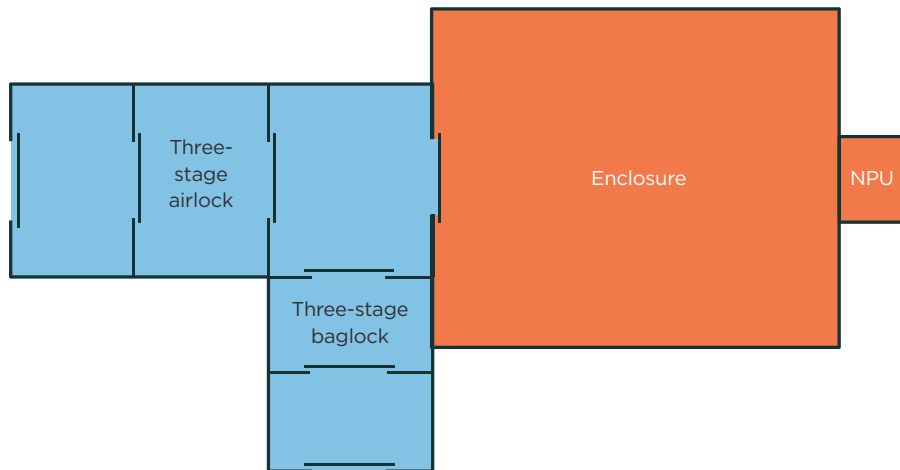 Three-
stage
airlock
Enclosure
NPU
Three-stage
baglock